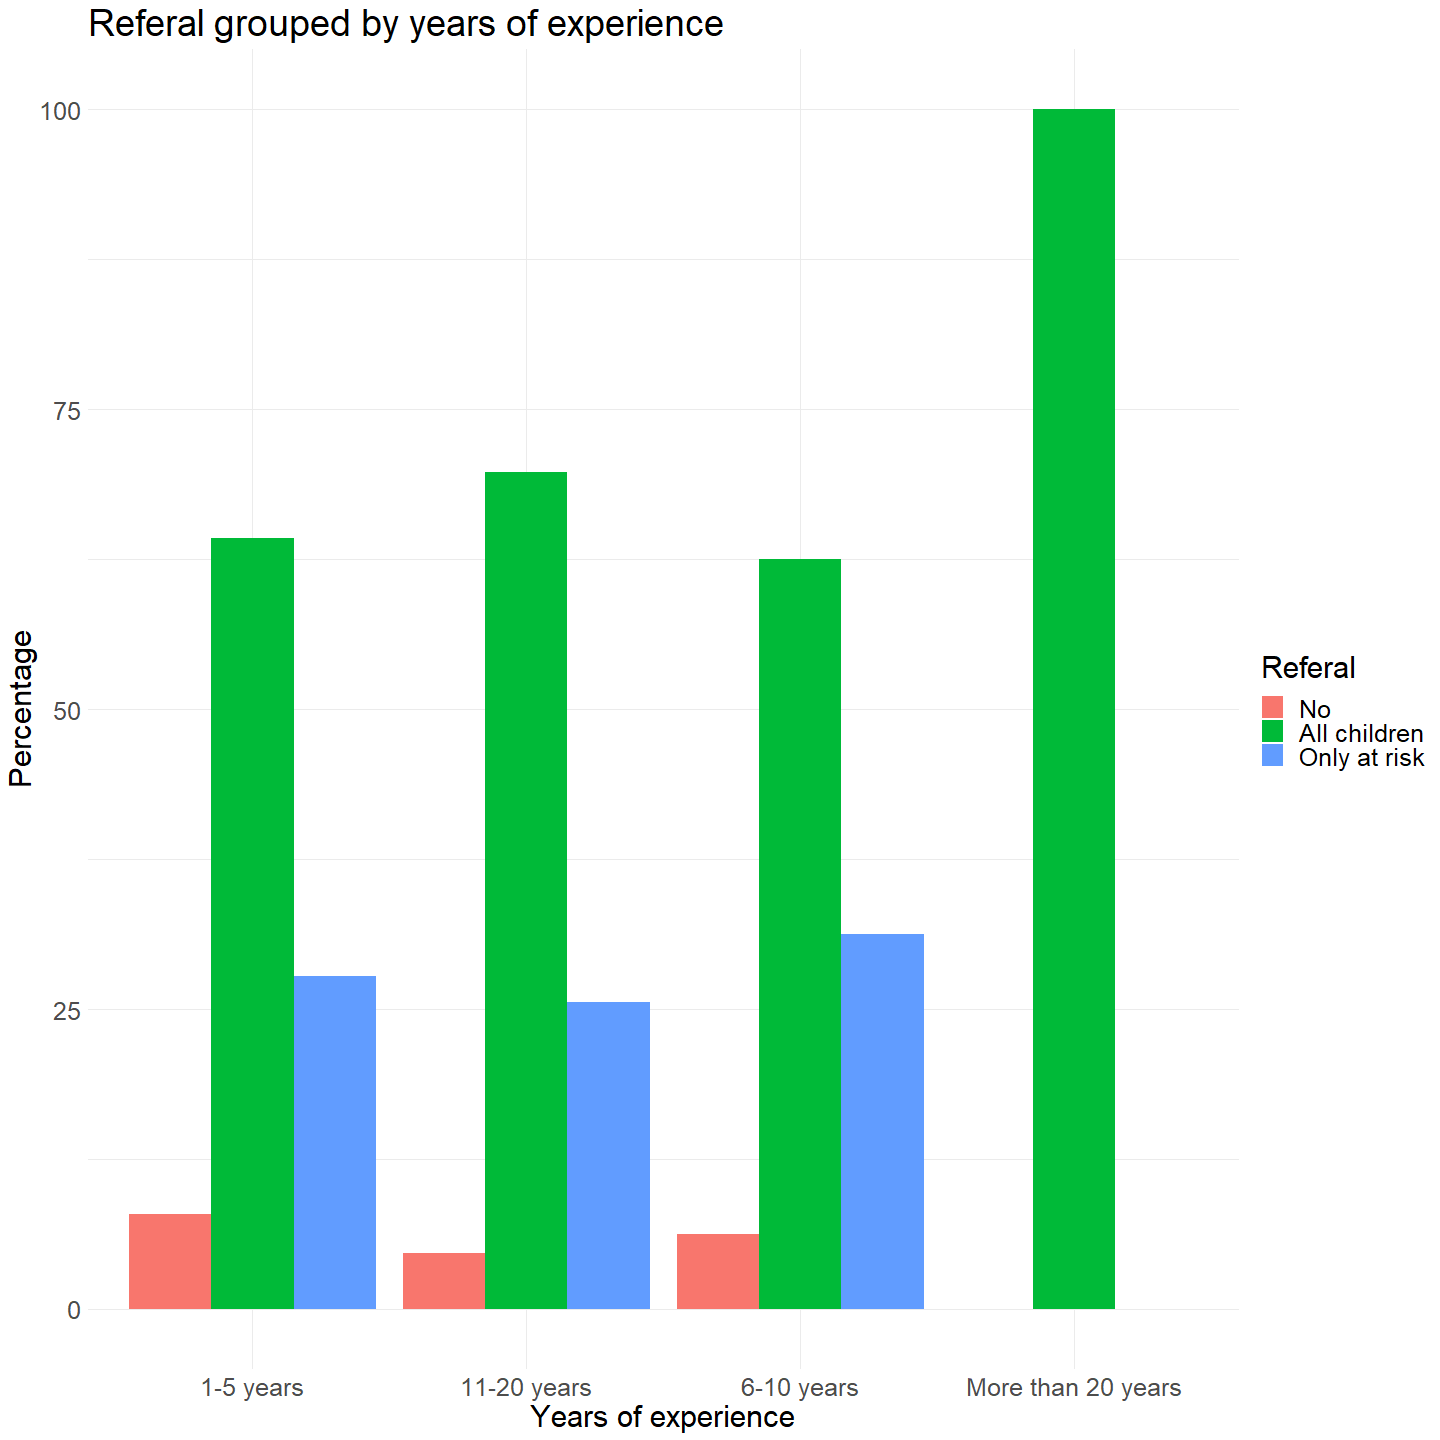 Referal grouped by years of experience
100
75
50
25
0
Percentage
1-5 years
11-20 years
6-10 years
More than 20 years
Years of experience
Referal
No
All children
Only at risk